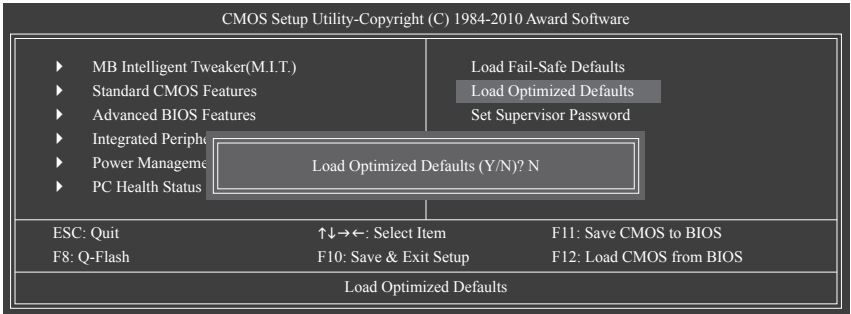 CMOS Setup Utility-Copyright (C) 1984-2010 Award Software
MB Intelligent Tweaker(M.I.T.)
Standard CMOS Features
Advanced BIOS Features
Integrated Periphe
Power Manageme
PC Health Status
Load Fail-Safe Defaults
Load Optimized Defaults
Set Supervisor Password
Load Optimized Defaults (Y/N)? N
ESC: Quit ↑↓→←: Select Item F11: Save CMOS to BIOS
F8: Q-Flash F10: Save & Exit Setup F12: Load CMOS from BIOS
Load Optimized Defaults